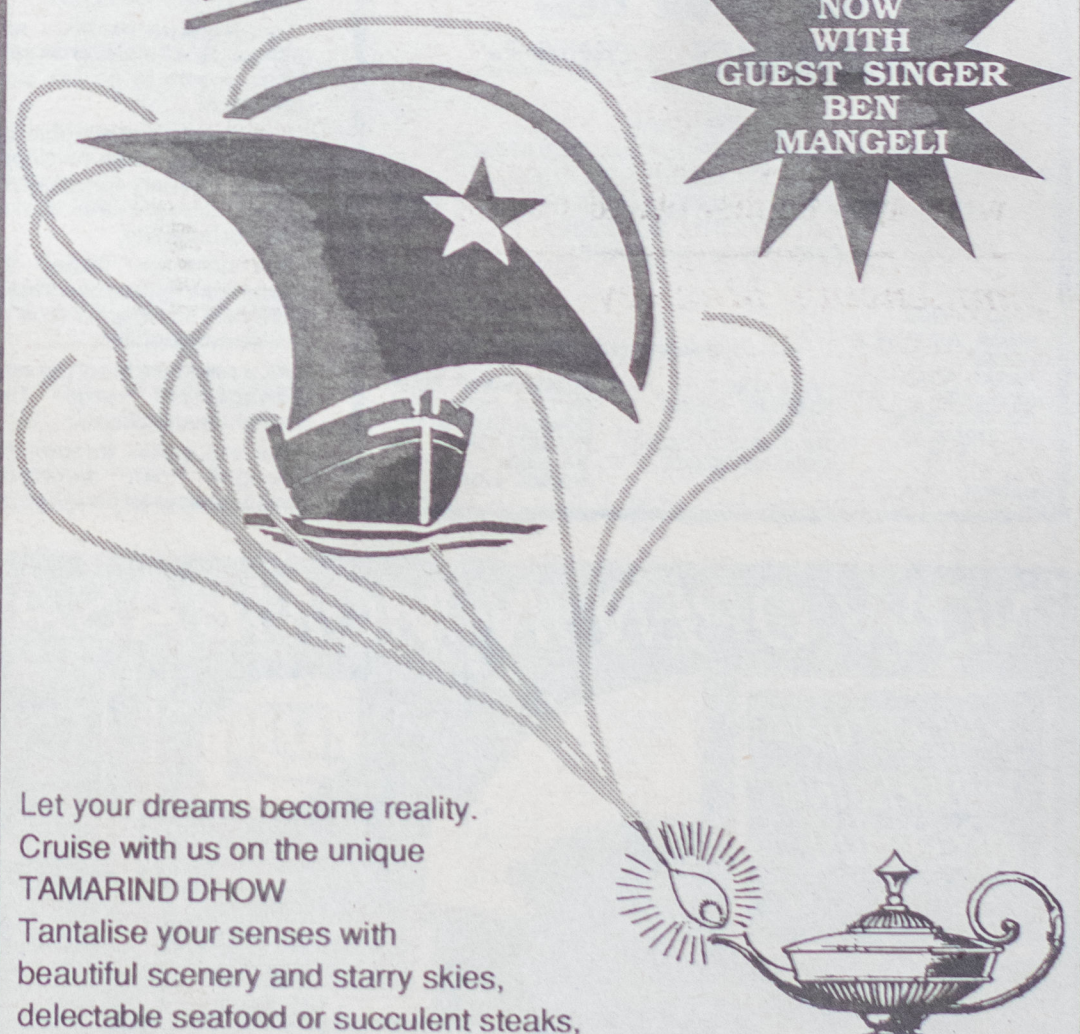 NOW
WITH
GUEST SINGER
BEN
MANGELI
Let your dreams become reality.
Cruise with us on the unique
TAMARIND DHOW
Tantalise your senses with
beautiful scenery and starry skies,
delectable seafood or succulent steaks,